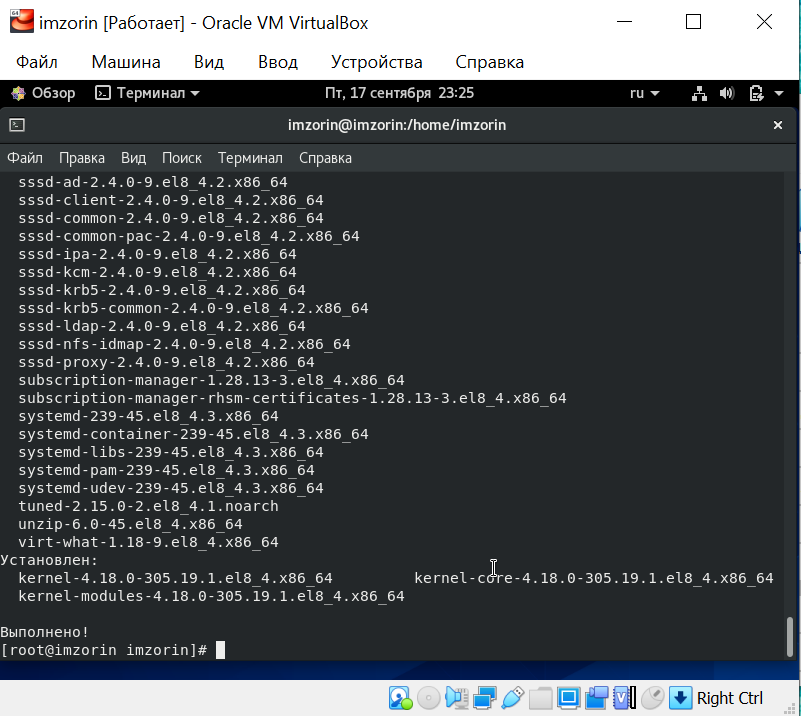 imzorin [Работает] - Oracle VM VirtualBox
Файл Машина Вид Ввод Устройства Справка
Обзор Терминал Пт, 17 сентября 23:25 ru
imzorin@imzorin:/home/imzorin
Файл Правка Вид Поиск Терминал Справка
sssd-ad-2.4.0-9.el8_4.2.x86_64
sssd-client-2.4.0-9.el8_4.2.x86_64
sssd-common-2.4.0-9.el8_4.2.x86_64
sssd-common-pac-2.4.0-9.el8_4.2.x86_64
sssd-ipa-2.4.0-9.el8_4.2.x86_64
sssd-kcm-2.4.0-9.el8_4.2.x86_64
sssd-krb5-2.4.0-9.el8_4.2.x86_64
sssd-krb5-common-2.4.0-9.el8_4.2.x86_64
sssd-ldap-2.4.0-9.el8_4.2.x86_64
sssd-nfs-idmap-2.4.0-9.el8_4.2.x86_64
sssd-proxy-2.4.0-9.el8_4.2.x86_64
subscription-manager-1.28.13-3.el8_4.x86_64
subscription-manager-rhsm-certificates-1.28.13-3.el8_4.x86_64
systemd-239-45.el8_4.3.x86_64
systemd-container-239-45.el8_4.3.x86_64
systemd-libs-239-45.el8_4.3.x86_64
systemd-pam-239-45.el8_4.3.x86_64
systemd-udev-239-45.el8_4.3.x86_64
tuned-2.15.0-2.el8_4.1.noarch
unzip-6.0-45.el8_4.x86_64
virt-what-1.18-9.el8_4.x86_64
Установлен:
kernel-4.18.0-305.19.1.el8_4.x86_64 kernel-core-4.18.0-305.19.1.el8_4.x86_64
kernel-modules-4.18.0-305.19.1.el8_4.x86_64
Выполнено!
[root@imzorin imzorin]#
Right Ctrl